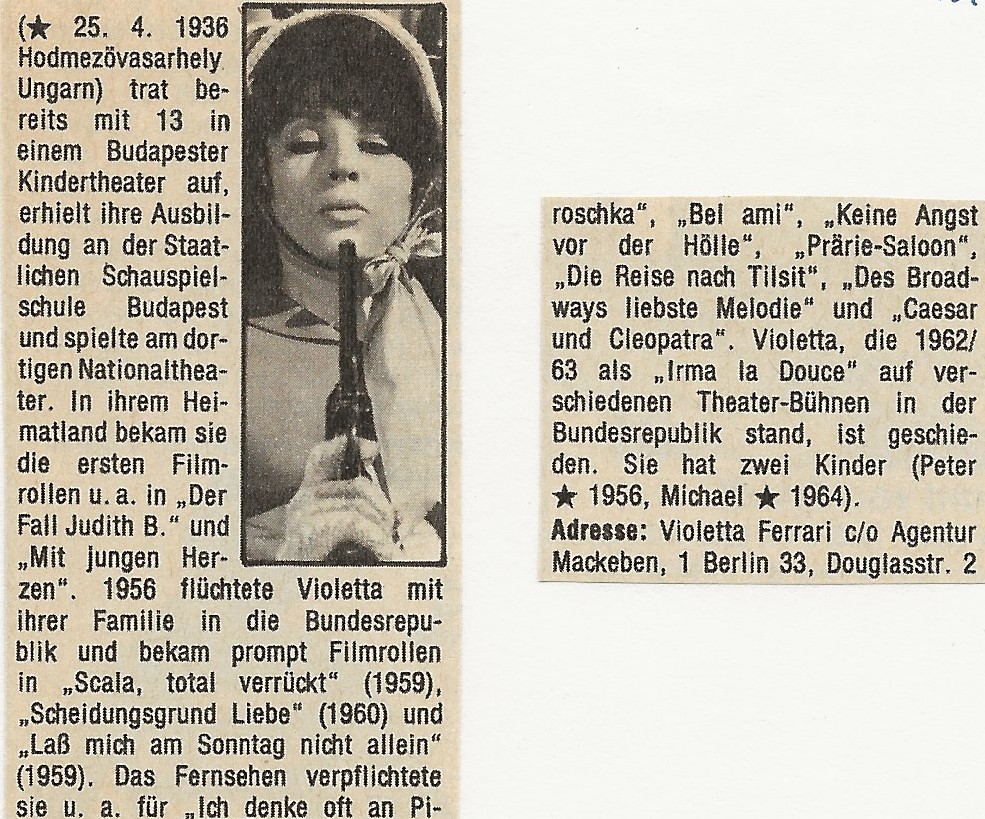 (★ 25. 4. 1936
Hodmezövasarhely
Ungarn) trat be-
reits mit 13 in
einem Budapester
Kindertheater auf,
erhielt ihre Ausbil-
dung an der Staat-
lichen Schauspiel-
schule Budapest
und spielte am dor-
tigen Nationalthea-
ter. In ihrem Hei-
matland bekam sie
die ersten Film-
rollen u. a. in „Der
Fall Judith B.“ und
„Mit jungen Her-
zen“. 1956 flüchtete Violetta mit
ihrer Familie in die Bundesrepu-
blik und bekam prompt Filmrollen
in „Scala, total verrückt“ (1959),
„Scheidungsgrund Liebe“ (1960) und
„Laß mich am Sonntag nicht allein“
(1959). Das Fernsehen verpflichtete
sie u. a. für „Ich denke oft an Pi-
roschka“, „Bel ami“, „Keine Angst
vor der Hölle“, „Prärie-Saloon“,
„Die Reise nach Tilsit“, „Des Broad-
ways liebste Melodie“ und „Caesar
und Cleopatra“. Violetta, die 1962/
63 als „Irma la Douce“ auf ver-
schiedenen Theater-Bühnen in der
Bundesrepublik stand, ist geschie-
den. Sie hat zwei Kinder (Peter
★ 1956, Michael ★ 1964).
Adresse: Violetta Ferrari c/o Agentur
Mackeben, 1 Berlin 33, Douglasstr. 2